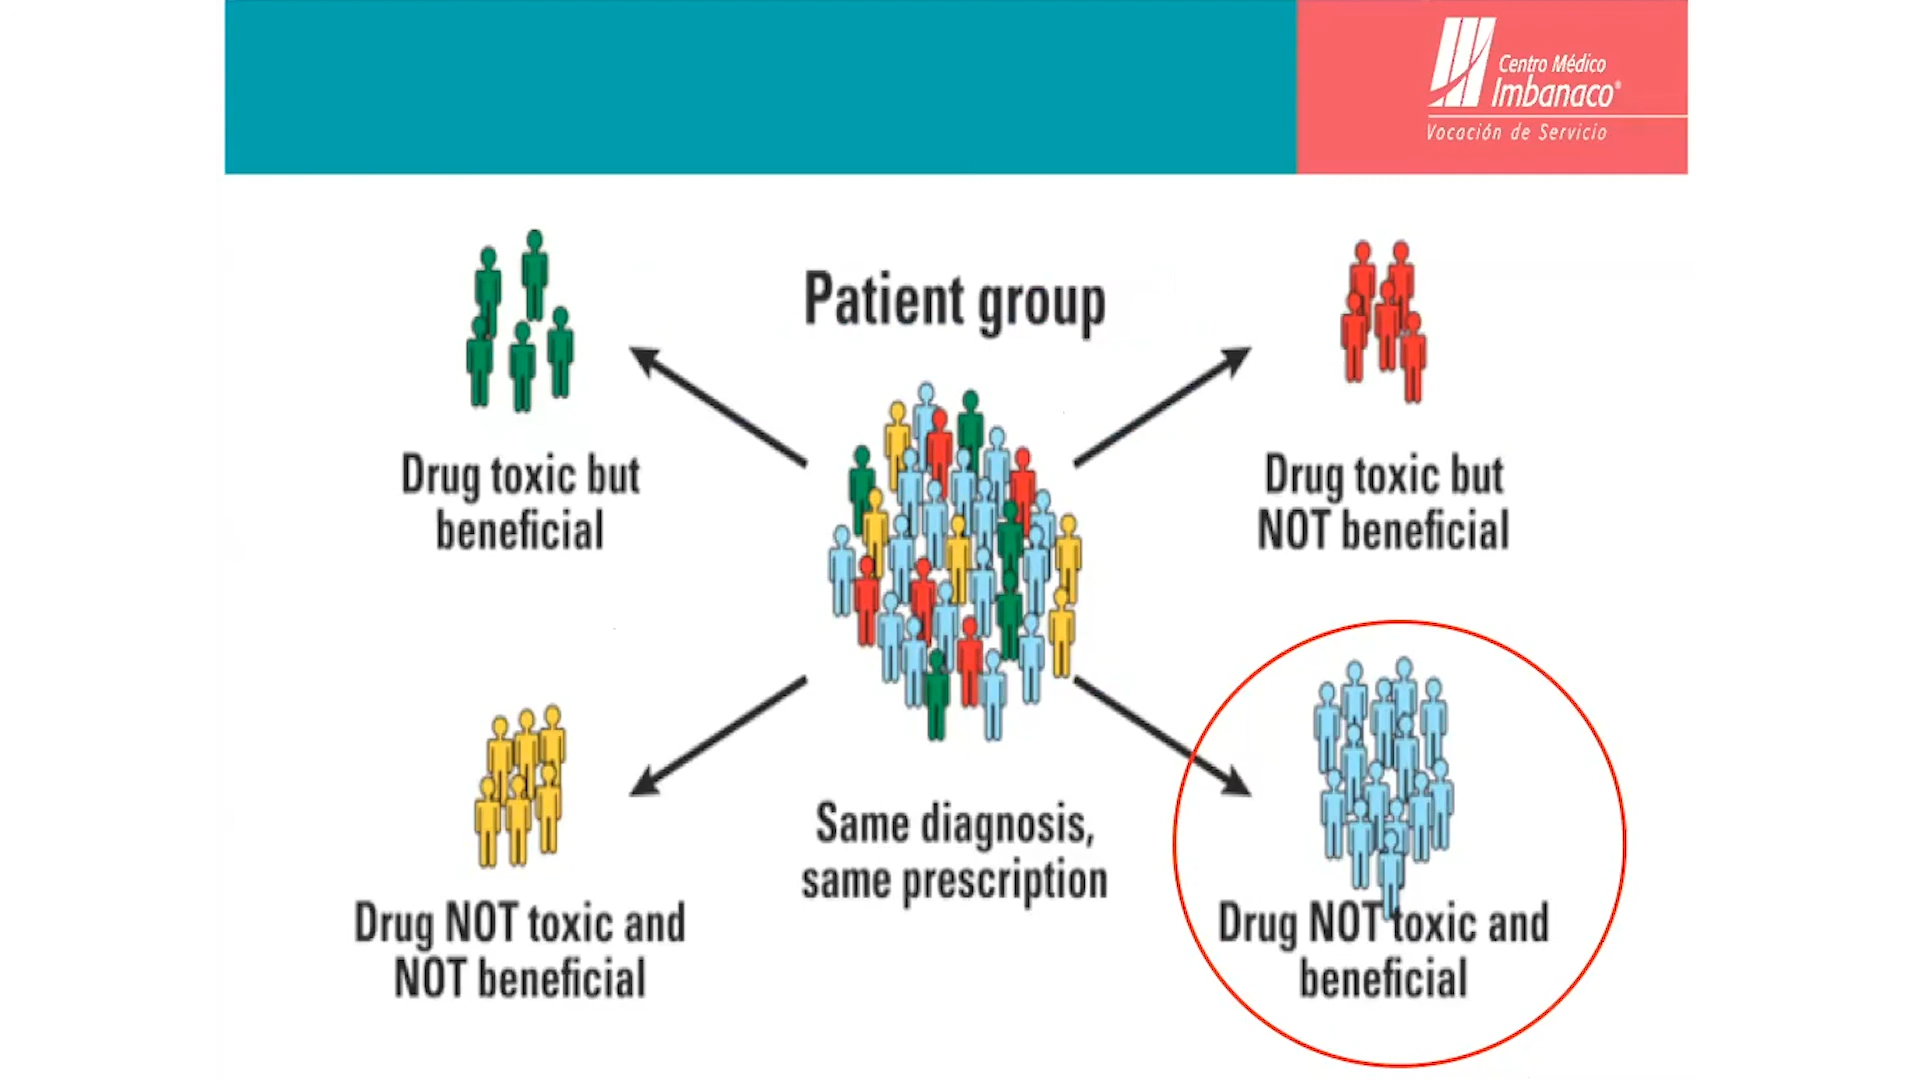 Centro Médico
Imbanaco®
Vocación de Servicio
Patient group
Drug toxic but
beneficial
Drug toxic but
NOT beneficial
Same diagnosis,
same prescription
Drug NOT toxic and
NOT beneficial
Drug NOT toxic and
beneficial